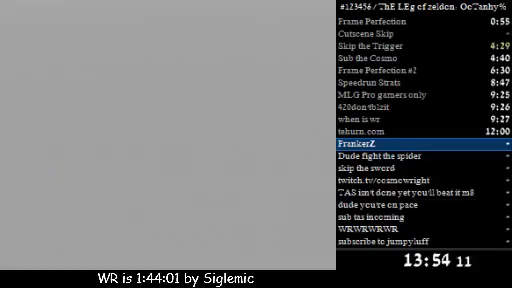 #123456 / ThE LEg of zeldon: OoTanhy%
Frame Perfection 0:55
Cutscene Skip -
Skip the Trigger 4:29
Sub the Cosmo 4:40
Frame Perfection #2 6:30
Speedrun Strats 8:47
MLG Pro gamers only 9:25
420dontblzit 9:26
when is wr 9:27
tehurn.com 12:00
FrankerZ -
Dude fight the spider -
skip the sword -
twitch.tv/cosmowright -
TAS isn't done yet you'll beat it m8 -
dude you're on pace -
sub tas incoming -
WRWRWRWR -
subscribe to jumpyluff -
13:54 11
WR is 1:44:01 by Siglemic